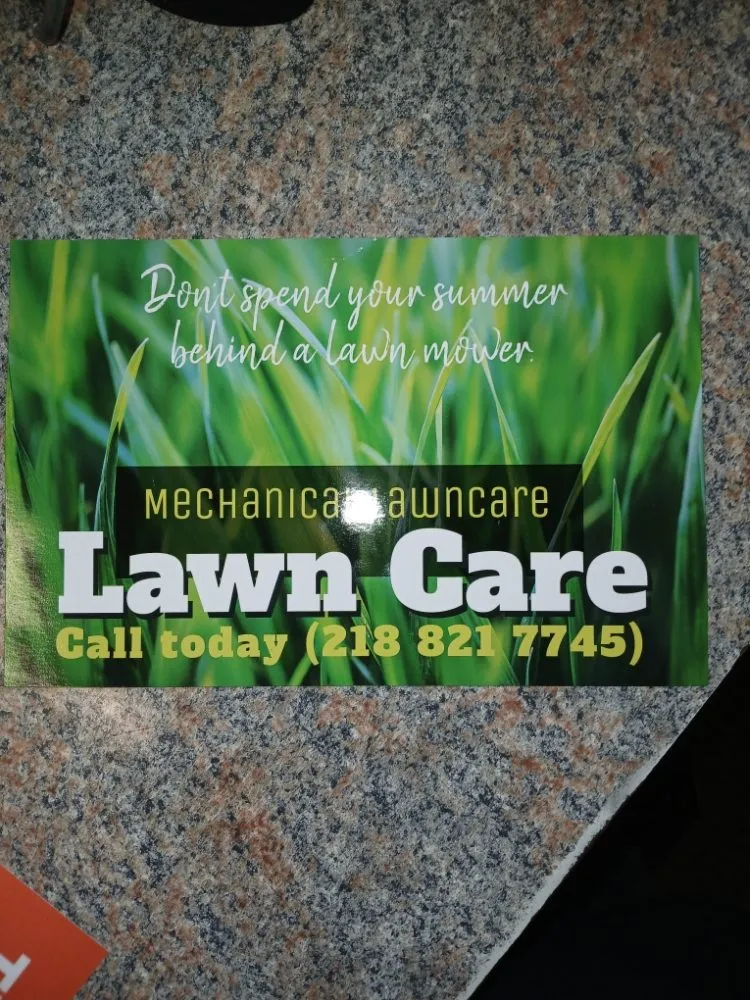 Don't spend your summer
behind a lawn mower.
Lawn Care
Call today (218 821 7745)